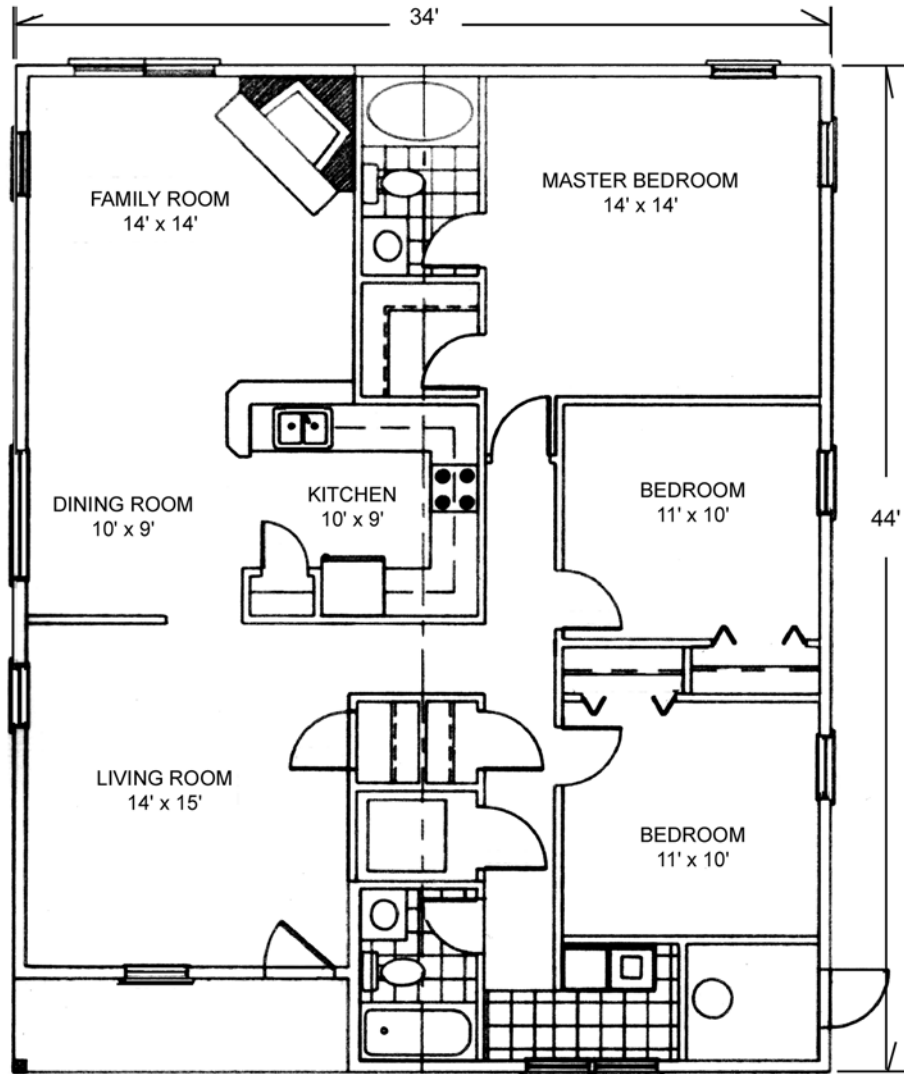 34'
FAMILY ROOM
14' x 14'
MASTER BEDROOM
14' x 14'
DINING ROOM
10' x 9'
KITCHEN
10' x 9'
BEDROOM
11' x 10'
44'
LIVING ROOM
14' x 15'
BEDROOM
11' x 10'